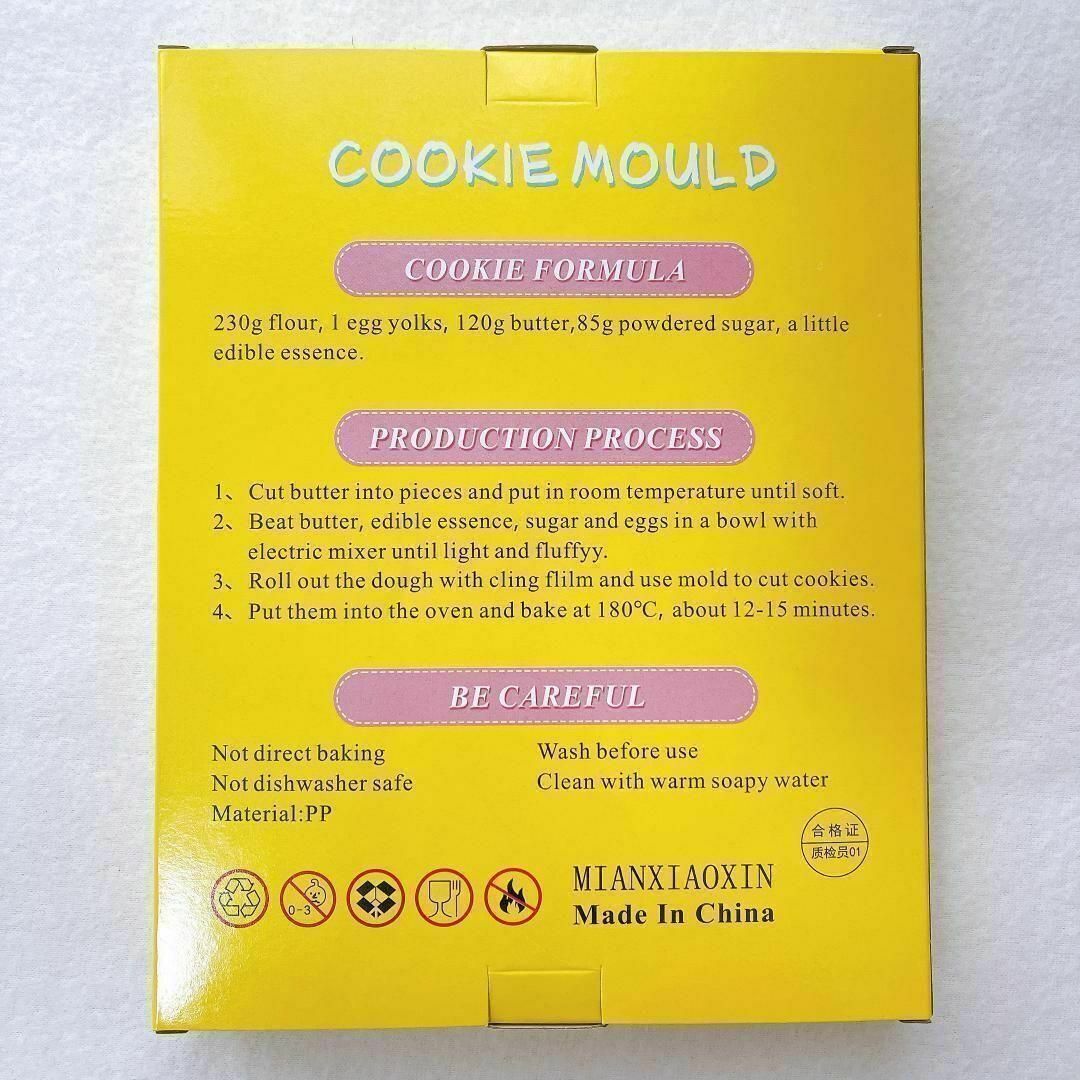 COOKIE MOULD
COOKIE FORMULA
230g flour, 1 egg yolks, 120g butter,85g powdered sugar, a little
edible essence.
PRODUCTION PROCESS
1、 Cut butter into pieces and put in room temperature until soft.
2、 Beat butter, edible essence, sugar and eggs in a bowl with
electric mixer until light and fluffyy.
3、 Roll out the dough with cling flilm and use mold to cut cookies.
4、 Put them into the oven and bake at 180℃, about 12-15 minutes.
BE CAREFUL
Not direct baking
Wash before use
Not dishwasher safe
Clean with warm soapy water
Material:PP
合格证
质检员01
0-3
MIANXIAOXIN
Made In China